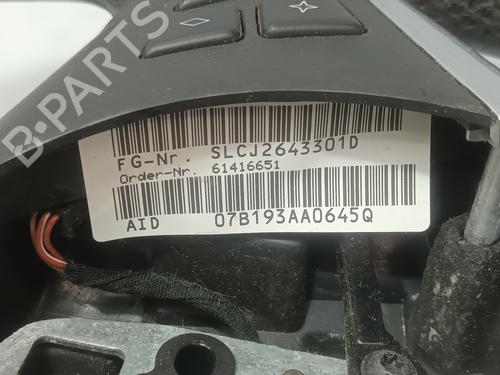 B-PARTS
FG-Nr. SLCJ2643301D
Order-Nr. 61416651
AID 07B193AA0645Q